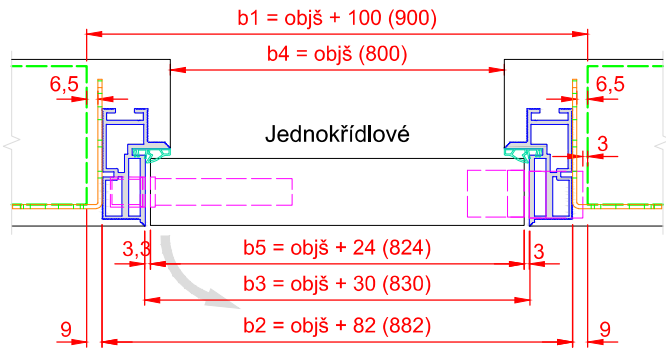 b1 = objš + 100 (900)
b4 = objš (800)
6,5
6,5
Jednokřídlové
3
3,3
b5 = objš + 24 (824)
3
b3 = objš + 30 (830)
9
b2 = objš + 82 (882)
9